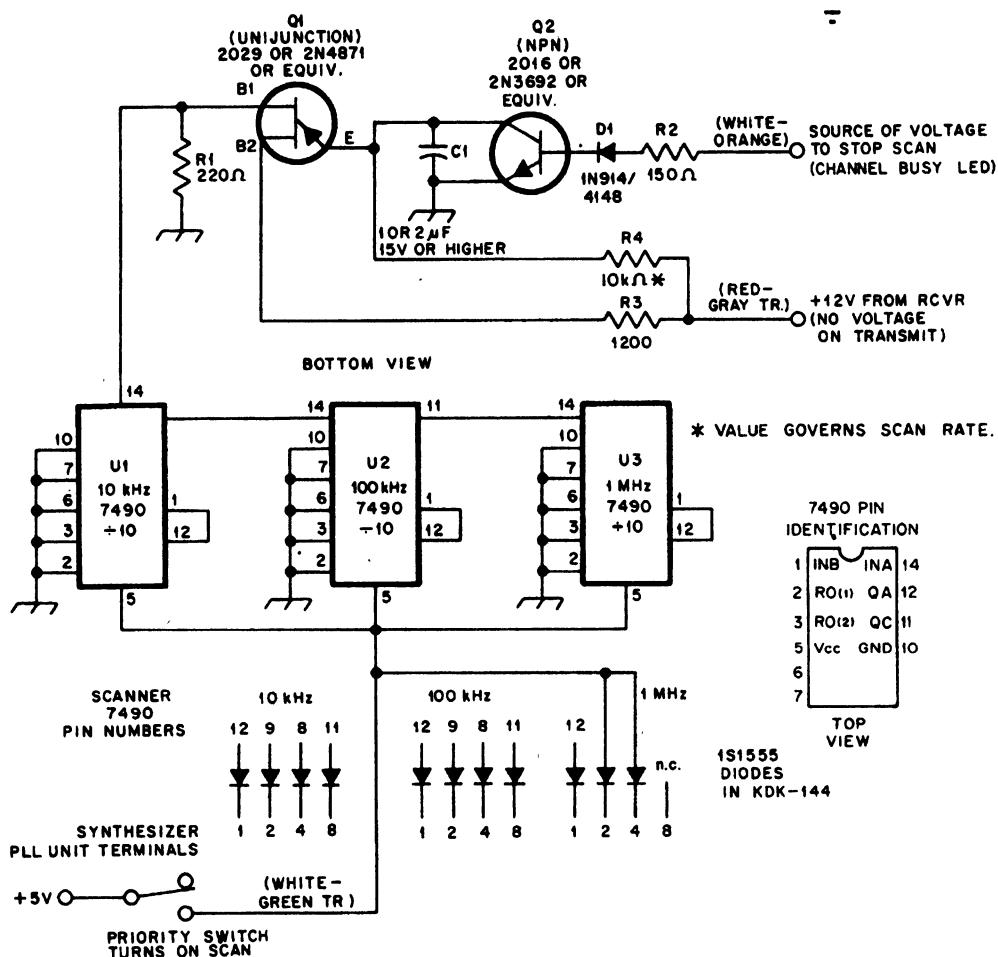 Q1
(UNIJUNCTION)
2029 OR 2N4871
OR EQUIV.
Q2
(NPN)
2016 OR
2N3692 OR
EQUIV.
B1
B2
E
R1
220Ω
C1
D1
1N914/
4148
R2
150Ω
(WHITE-
ORANGE)
SOURCE OF VOLTAGE
TO STOP SCAN
(CHANNEL BUSY LED)
1 OR 2 µF
15V OR HIGHER
R4
10kΩ*
R3
1200
(RED-
GRAY TR.)
+12V FROM RCVR
(NO VOLTAGE
ON TRANSMIT)
BOTTOM VIEW
14
10
7
6
3
2
U1
10 kHz
7490
÷10
1
12
5
14
11
10
7
6
3
2
U2
100 kHz
7490
÷10
1
12
5
14
10
7
6
3
2
U3
1 MHz
7490
÷10
1
12
5
* VALUE GOVERNS SCAN RATE.
7490 PIN
IDENTIFICATION
1 INB INA 14
2 RO(1) QA 12
3 RO(2) QC 11
5 Vcc GND 10
6
7
TOP
VIEW
SCANNER
7490
PIN NUMBERS
10 kHz
12 9 8 11
1 2 4 8
100 kHz
12 9 8 11
1 2 4 8
1 MHz
12
n.c.
1 2 4 8
1S1555
DIODES
IN KDK-144
SYNTHESIZER
PLL UNIT TERMINALS
+5V
(WHITE-
GREEN TR)
PRIORITY SWITCH
TURNS ON SCAN